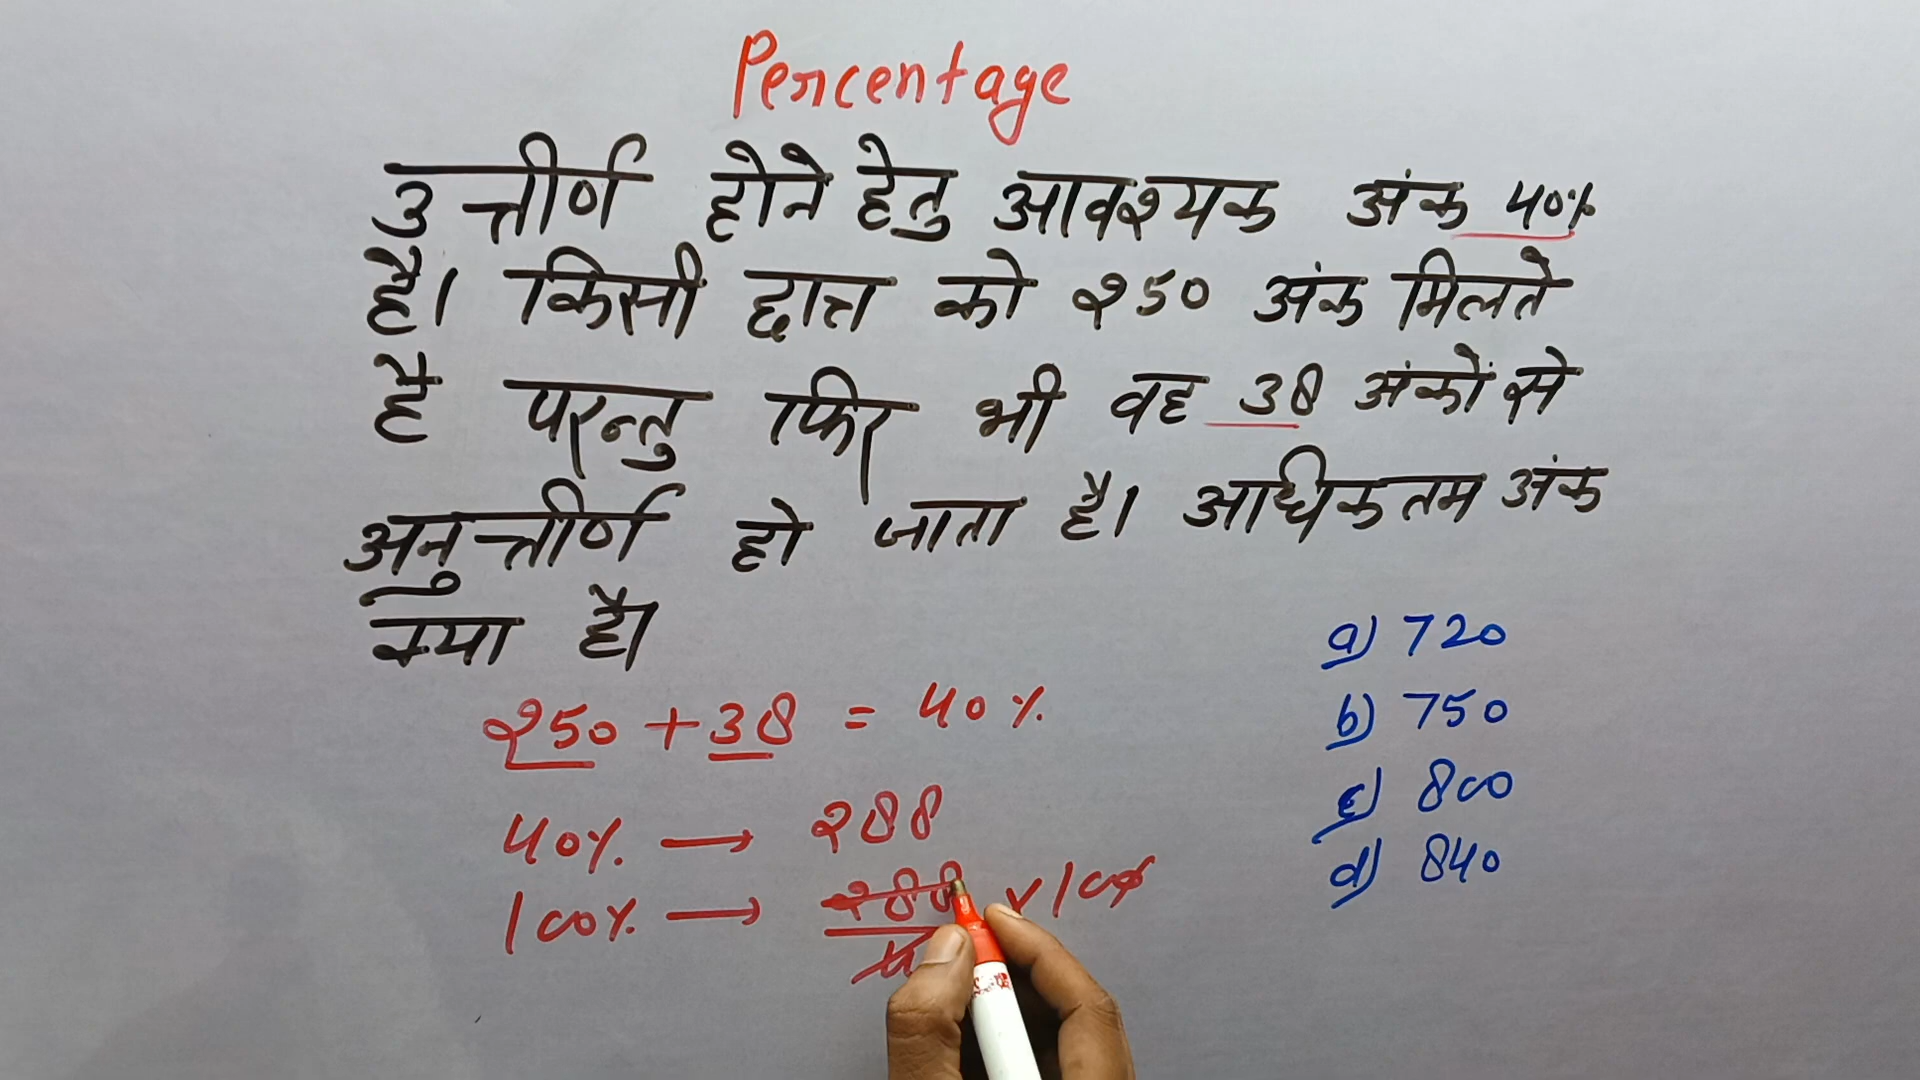 Percentage
उत्तीर्ण होने हेतु आवश्यक अंक 40%
है। किसी छात्र को 250 अंक मिलते
है परन्तु फिर भी वह 38 अंकों से
अनुत्तीर्ण हो जाता है। अधिकतम अंक
क्या है।
a) 720
b) 750
c) 800
d) 840
250 + 38 = 40%
40% → 288
100% → 288 × 100